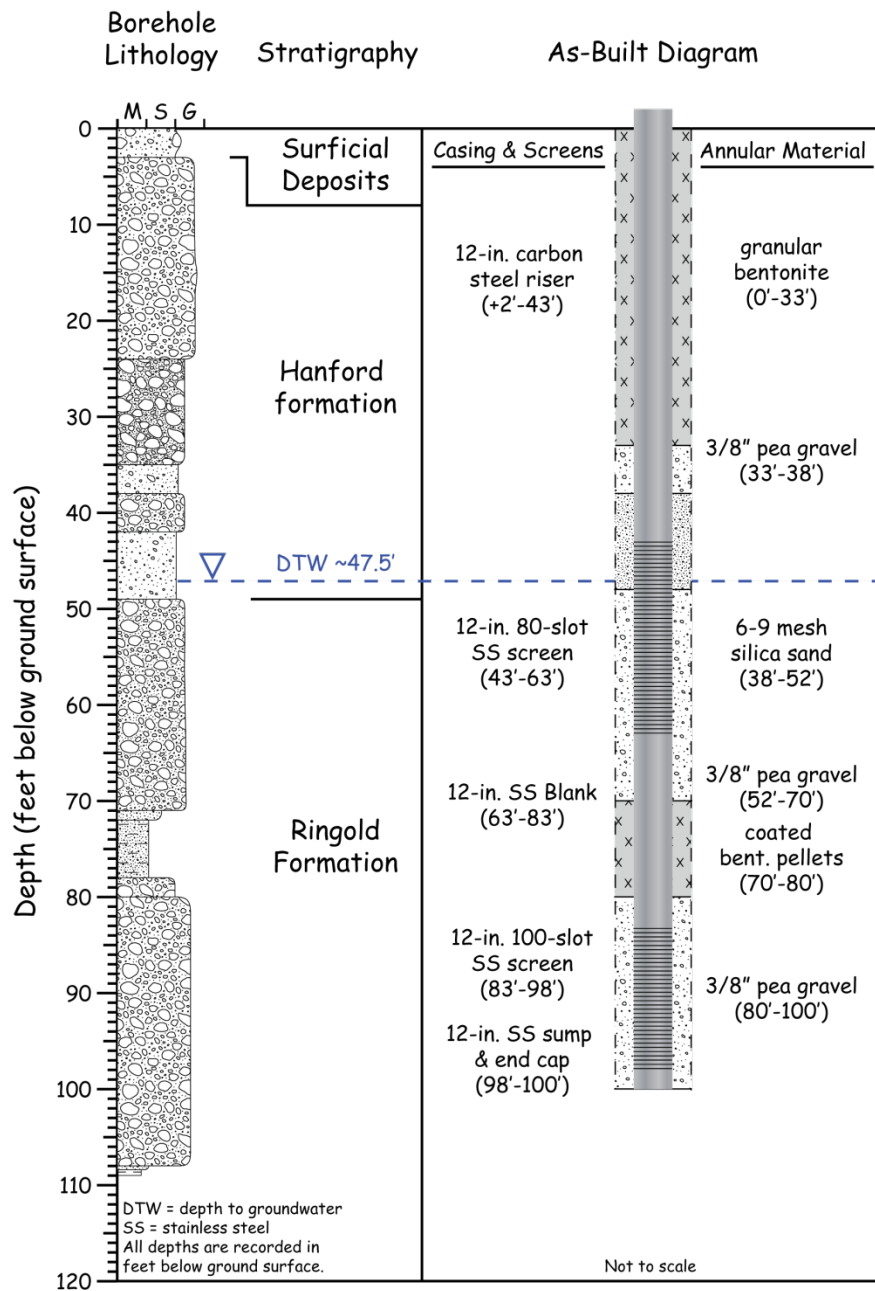 Borehole
Lithology
Stratigraphy
As-Built Diagram
M S G
Depth (feet below ground surface)
0
10
20
30
40
50
60
70
80
90
100
110
120
Surficial
Deposits
Hanford
formation
DTW ~47.5'
Ringold
Formation
Casing & Screens
12-in. carbon
steel riser
(+2'-43')
12-in. 80-slot
SS screen
(43'-63')
12-in. SS Blank
(63'-83')
12-in. 100-slot
SS screen
(83'-98')
12-in. SS sump
& end cap
(98'-100')
Annular Material
granular
bentonite
(0'-33')
3/8" pea gravel
(33'-38')
6-9 mesh
silica sand
(38'-52')
3/8" pea gravel
(52'-70')
coated
bent. pellets
(70'-80')
3/8" pea gravel
(80'-100')
DTW = depth to groundwater
SS = stainless steel
All depths are recorded in
feet below ground surface.
Not to scale